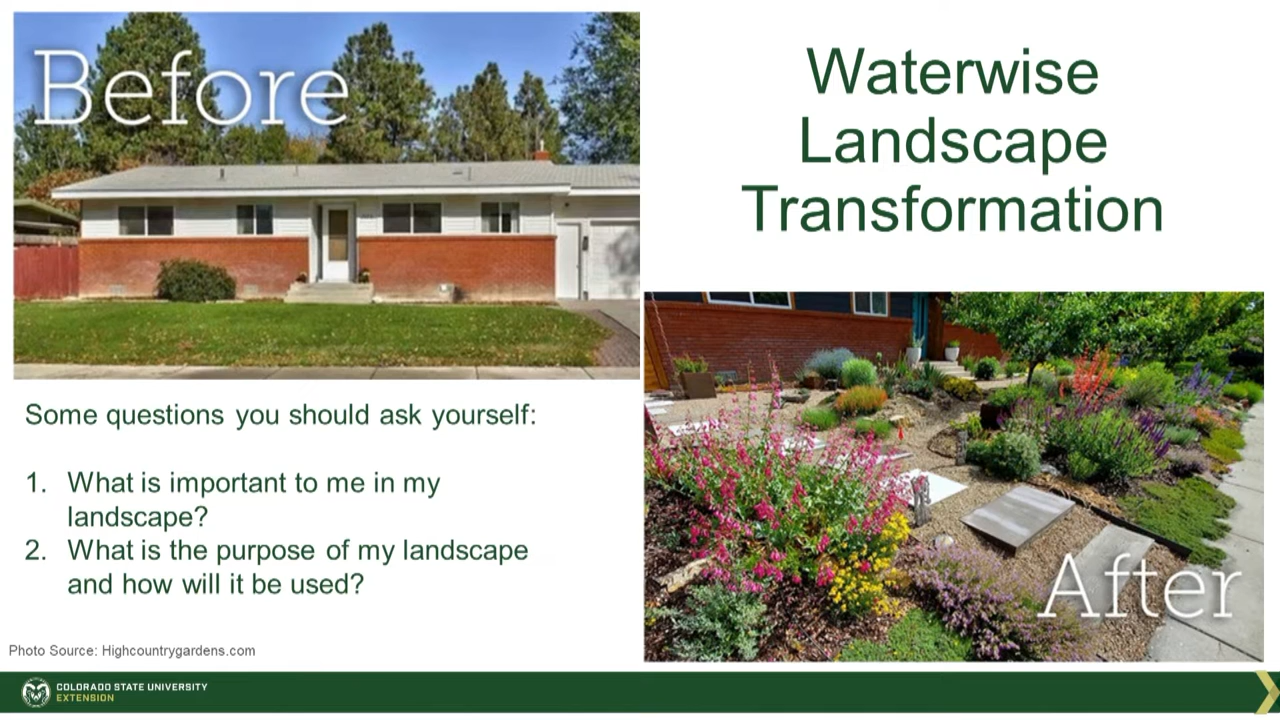 Before
Waterwise
Landscape
Transformation
Some questions you should ask yourself:
1. What is important to me in my
landscape?
2. What is the purpose of my landscape
and how will it be used?
After
Photo Source: Highcountrygardens.com
COLORADO STATE UNIVERSITY
EXTENSION